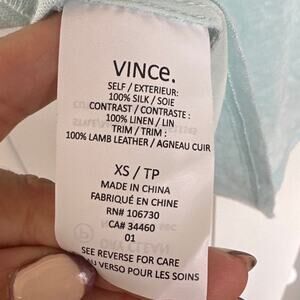 VINCE.
SELF / EXTERIEUR:
100% SILK / SOIE
CONTRAST / CONTRASTE :
100% LINEN / LIN
TRIM / TRIM :
100% LAMB LEATHER / AGNEAU CUIR
XS / TP
MADE IN CHINA
FABRIQUÉ EN CHINE
RN# 106730
CA# 34460
01
SEE REVERSE FOR CARE
AU VERSO POUR LES SOINS